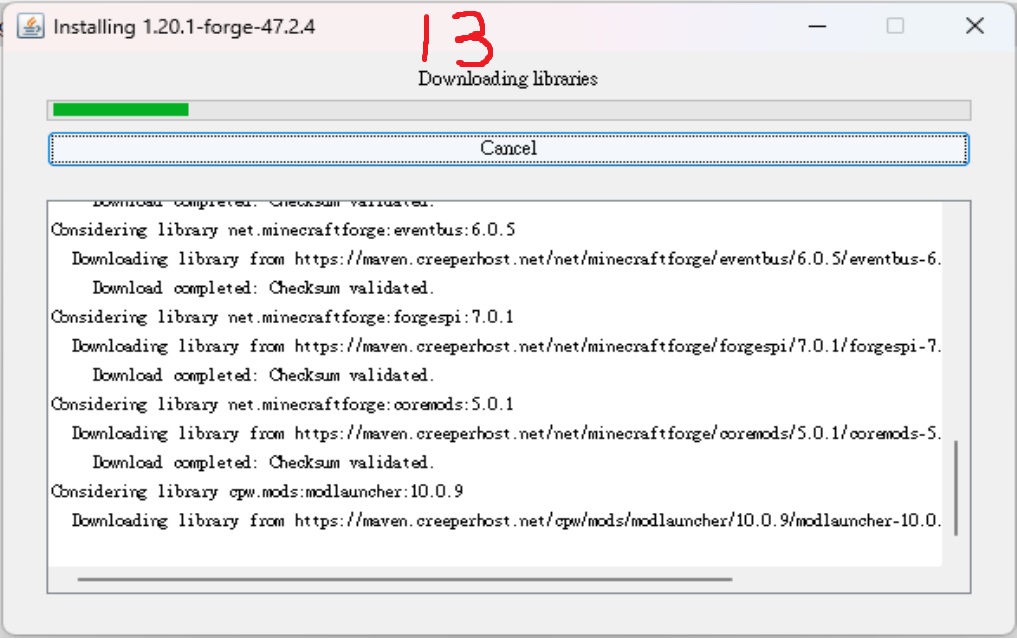 Installing 1.20.1-forge-47.2.4
13
Downloading libraries
Cancel
Download completed: Checksum validated.
Considering library net.minecraftforge:eventbus:6.0.5
Downloading library from https://maven.creeperhost.net/net/minecraftforge/eventbus/6.0.5/eventbus-6.
Download completed: Checksum validated.
Considering library net.minecraftforge:forgespi:7.0.1
Downloading library from https://maven.creeperhost.net/net/minecraftforge/forgespi/7.0.1/forgespi-7.
Download completed: Checksum validated.
Considering library net.minecraftforge:coremods:5.0.1
Downloading library from https://maven.creeperhost.net/net/minecraftforge/coremods/5.0.1/coremods-5.
Download completed: Checksum validated.
Considering library cpw.mods:modlauncher:10.0.9
Downloading library from https://maven.creeperhost.net/cpw/mods/modlauncher/10.0.9/modlauncher-10.0.